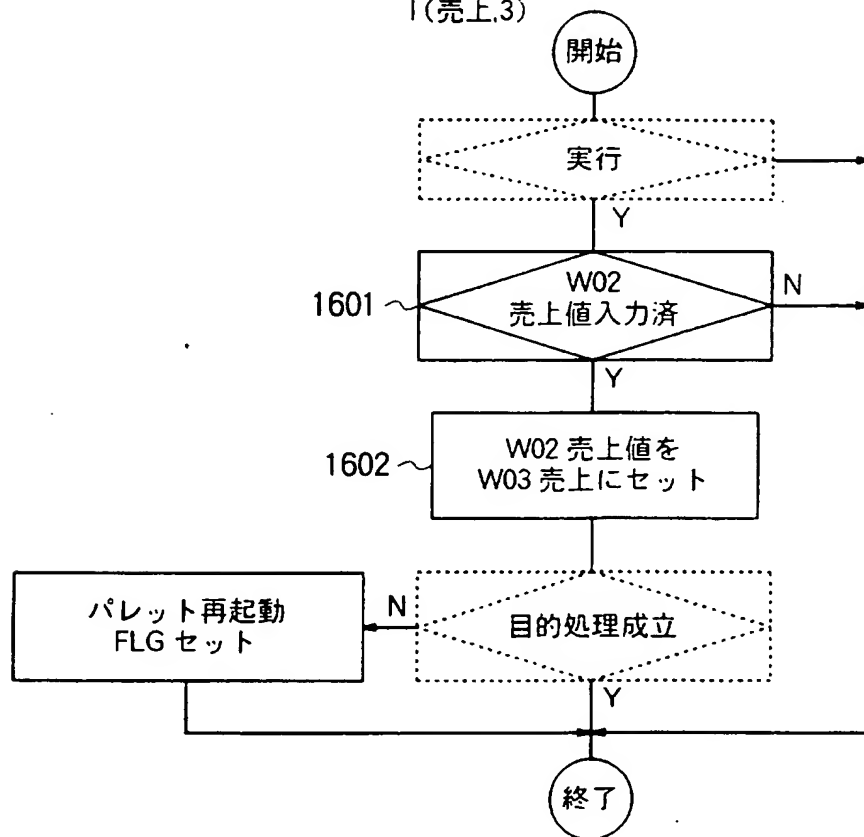 I(売上,3)
開始
実行
Y
1601
W02
売上値入力済
N
Y
1602
W02 売上値を
W03 売上にセット
パレット再起動
FLG セット
N
目的処理成立
Y
終了